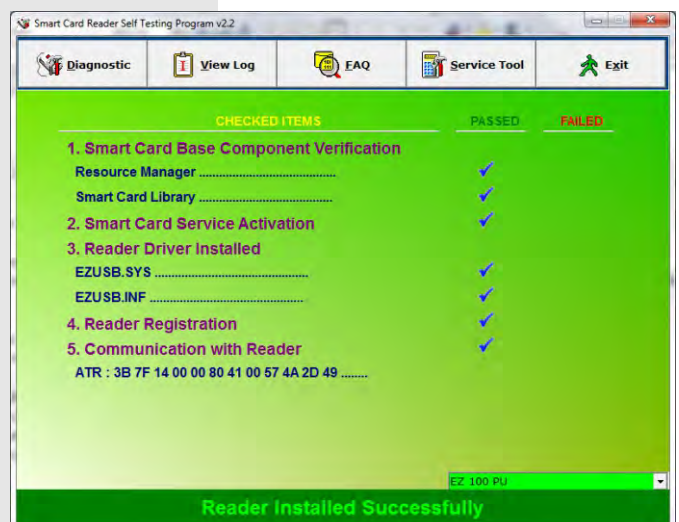 Smart Card Reader Self Testing Program v2.2
Diagnostic View Log FAQ Service Tool Exit
CHECKED ITEMS PASSED FAILED
1. Smart Card Base Component Verification
Resource Manager ........................................
Smart Card Library .......................................
2. Smart Card Service Activation
3. Reader Driver Installed
EZUSB.SYS .............................................
EZUSB.INF .............................................
4. Reader Registration
5. Communication with Reader
ATR : 3B 7F 14 00 00 80 41 00 57 4A 2D 49 ........
EZ 100 PU
Reader Installed Successfully